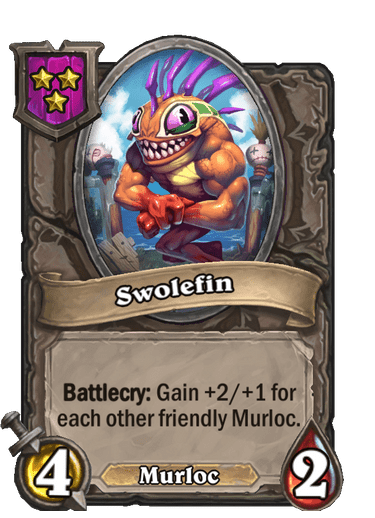 Swolefin
Battlecry: Gain +2/+1 for
each other friendly Murloc.
4
Murloc
2